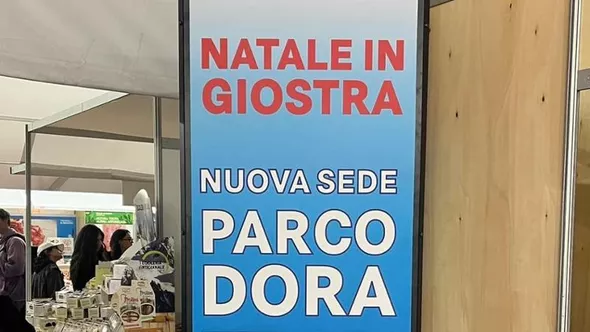 NATALE IN
GIOSTRA
NUOVA SEDE
PARCO
DORA